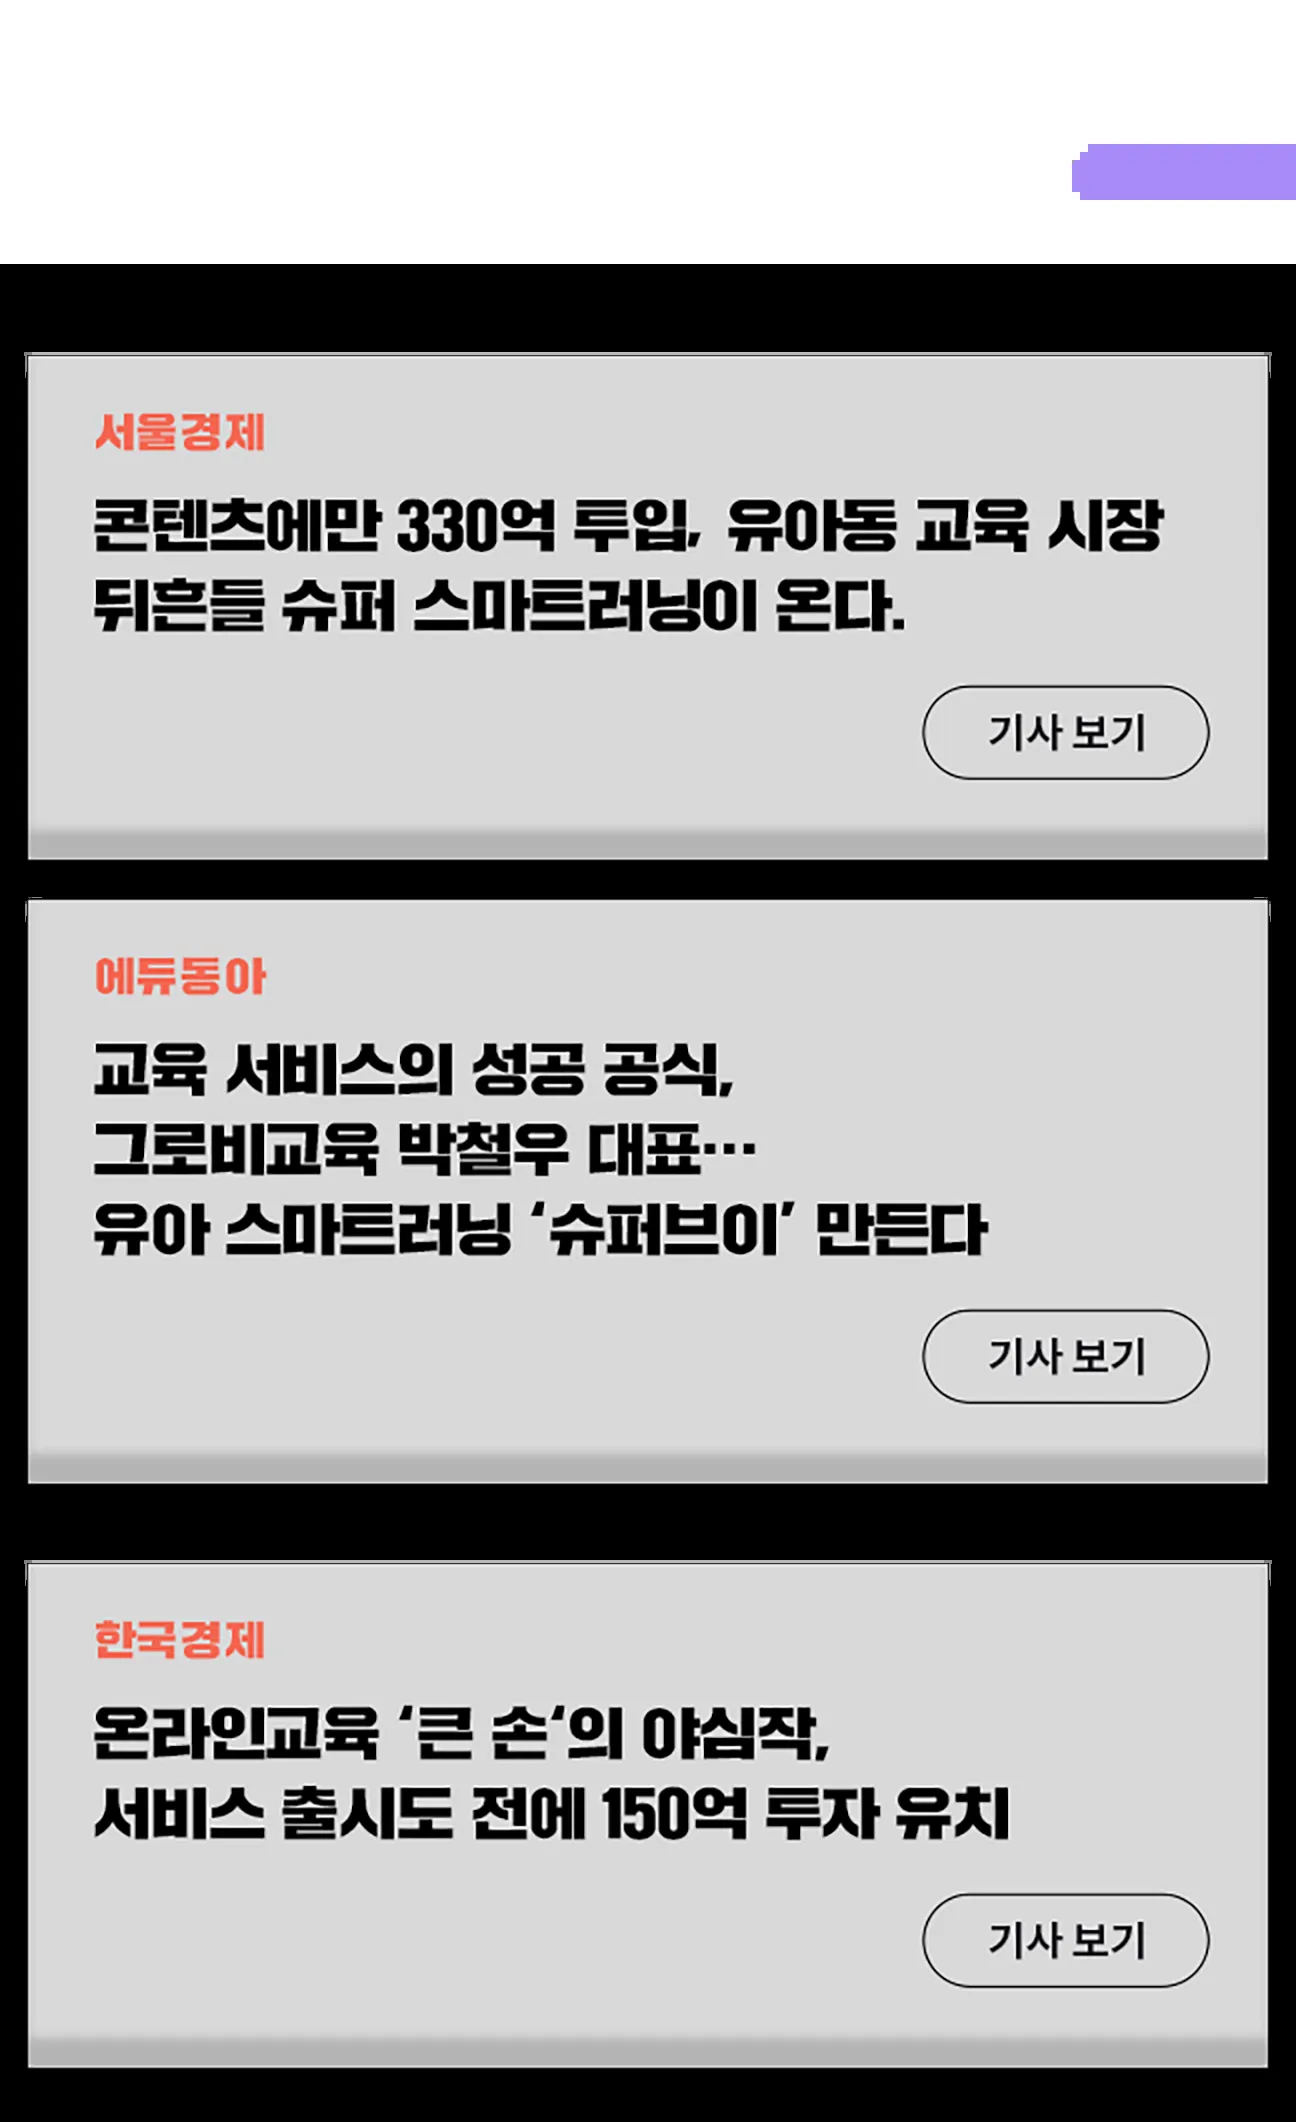 서울경제
콘텐츠에만 330억 투입, 유아동 교육 시장
뒤흔들 슈퍼 스마트러닝이 온다.
기사 보기
에듀동아
교육 서비스의 성공 공식,
그로비교육 박철우 대표…
유아 스마트러닝 ‘슈퍼브이’ 만든다
기사 보기
한국경제
온라인교육 ‘큰 손‘의 야심작,
서비스 출시도 전에 150억 투자 유치
기사 보기